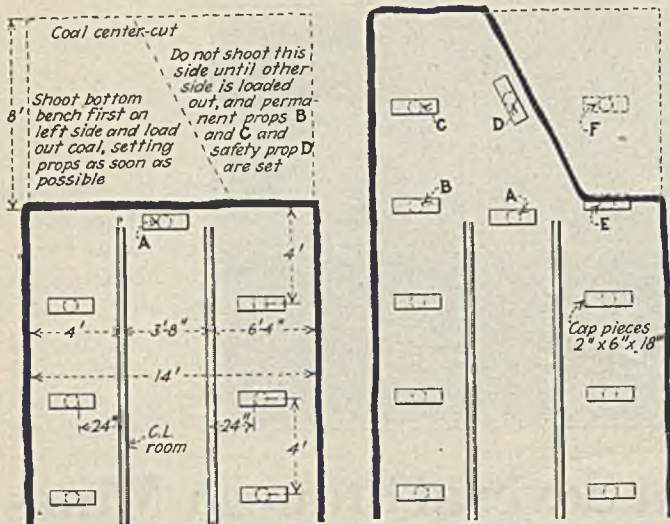 Coal center-cut
Do not shoot this
side until other
side is loaded
out, and perma-
nent props B
and C and
safety prop D
are set
8'
Shoot bottom
bench first on
left side and load
out coal, setting
props as soon as
possible
A
4'
4'
3'-8"
6'-4"
14'
24"
24"
C.L.
room
4'
C
D
F
B
A
E
Cap pieces
2"x 6"x 18"